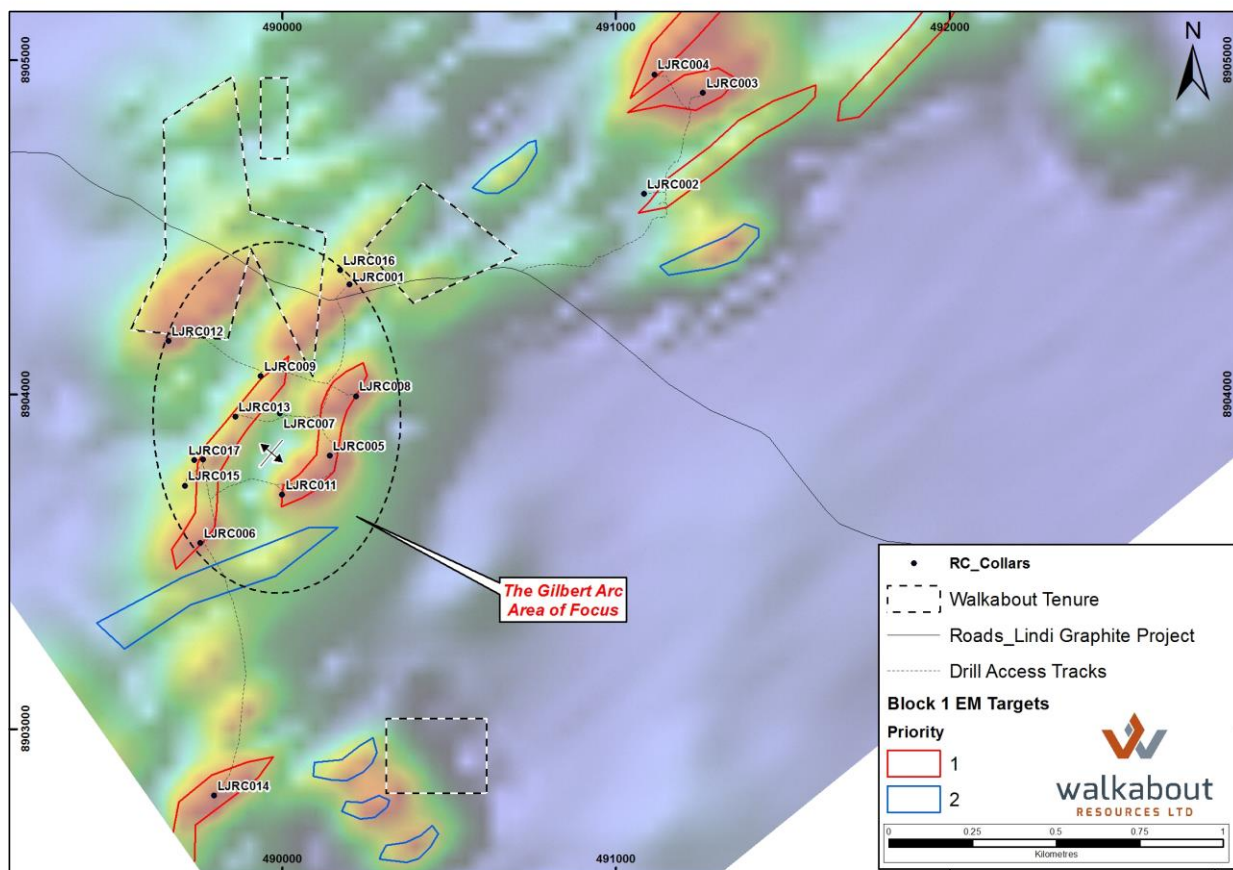 490000
491000
492000
N
8905000
8905000
LJRC004
LJRC003
LJRC002
LJRC016
LJRC001
LJRC012
LJRC009
LJRC008
8904000
8904000
LJRC013
LJRC007
LJRC017
LJRC005
LJRC015
LJRC011
LJRC006
The Gilbert Arc
Area of Focus
8903000
LJRC014
RC_Collars
Walkabout Tenure
Roads_Lindi Graphite Project
Drill Access Tracks
Block 1 EM Targets
Priority
1
2
walkabout
RESOURCES LTD
0 0.25 0.5 0.75 1
Kilometres
490000
491000